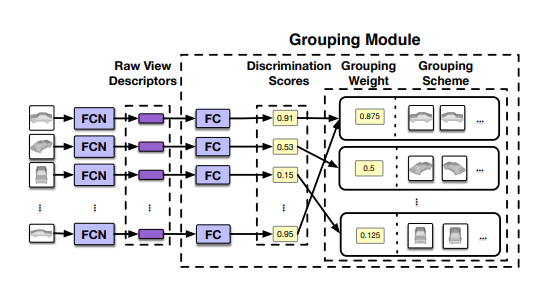 Grouping Module
Raw View
Descriptors
Discrimination
Scores
Grouping
Weight
Grouping
Scheme
FCN
FC
0.91
0.875
...
FCN
FC
0.53
0.5
...
FCN
FC
0.15
...
...
...
...
FCN
FC
0.95
0.125
...